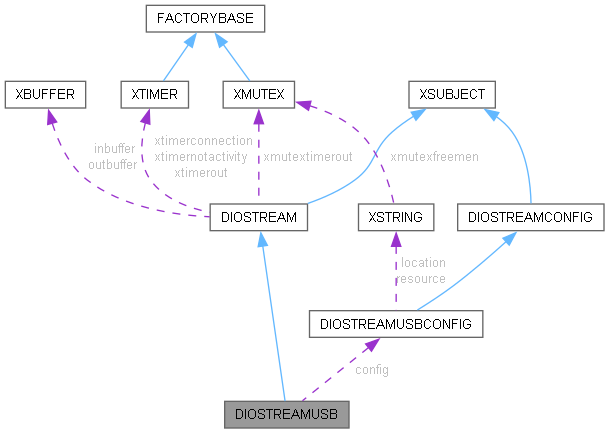 FACTORYBASE
XBUFFER
XTIMER
XMUTEX
XSUBJECT
inbuffer
outbuffer
xtimerconnection
xtimernotactivity
xtimerout
xmutextimerout
xmutexfreemen
DIOSTREAM
XSTRING
DIOSTREAMCONFIG
location
resource
DIOSTREAMUSBCONFIG
config
DIOSTREAMUSB